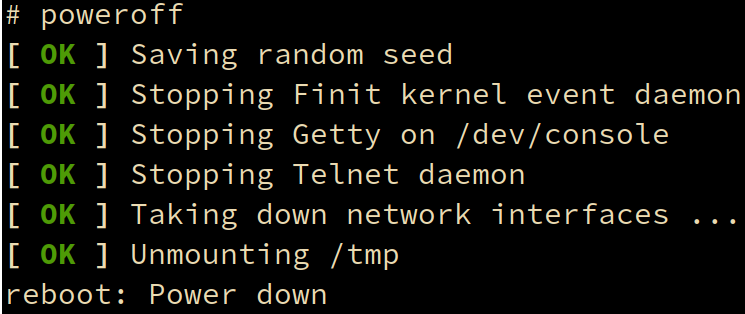 # poweroff
[ OK ] Saving random seed
[ OK ] Stopping Finit kernel event daemon
[ OK ] Stopping Getty on /dev/console
[ OK ] Stopping Telnet daemon
[ OK ] Taking down network interfaces ...
[ OK ] Unmounting /tmp
reboot: Power down